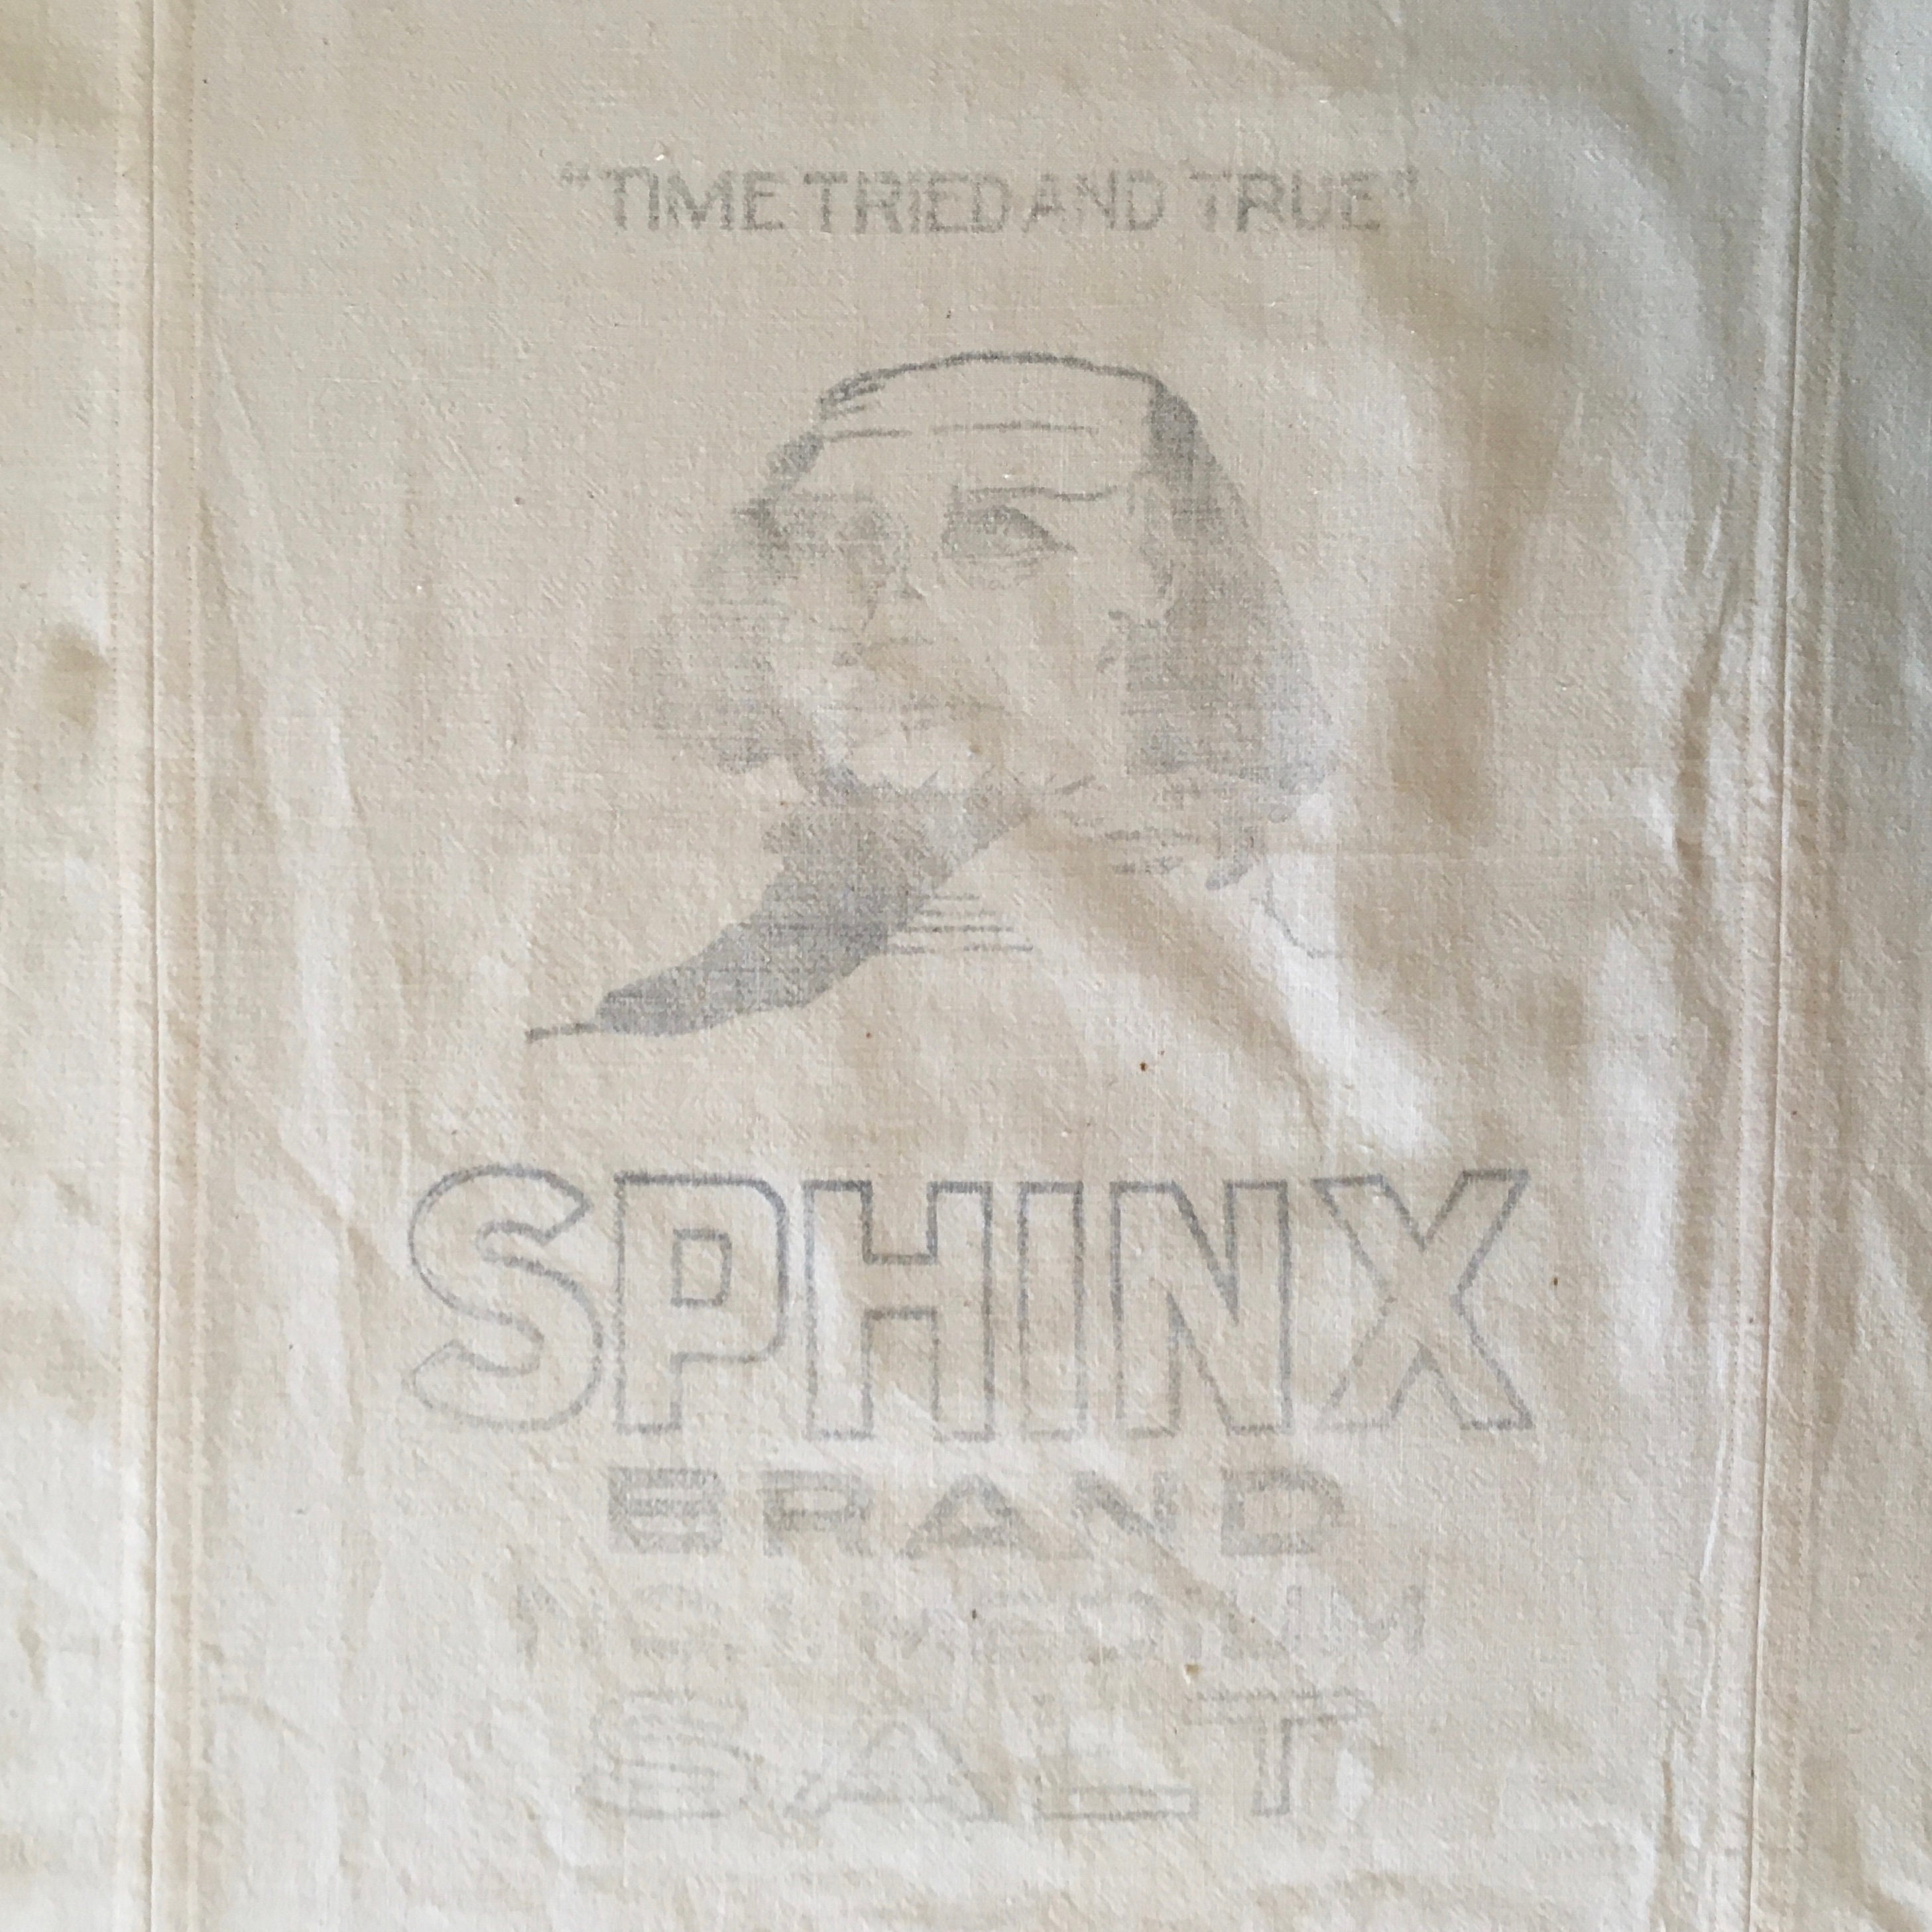 "TIME TRIED AND TRUE"
SPHINX
BRAND
SALT